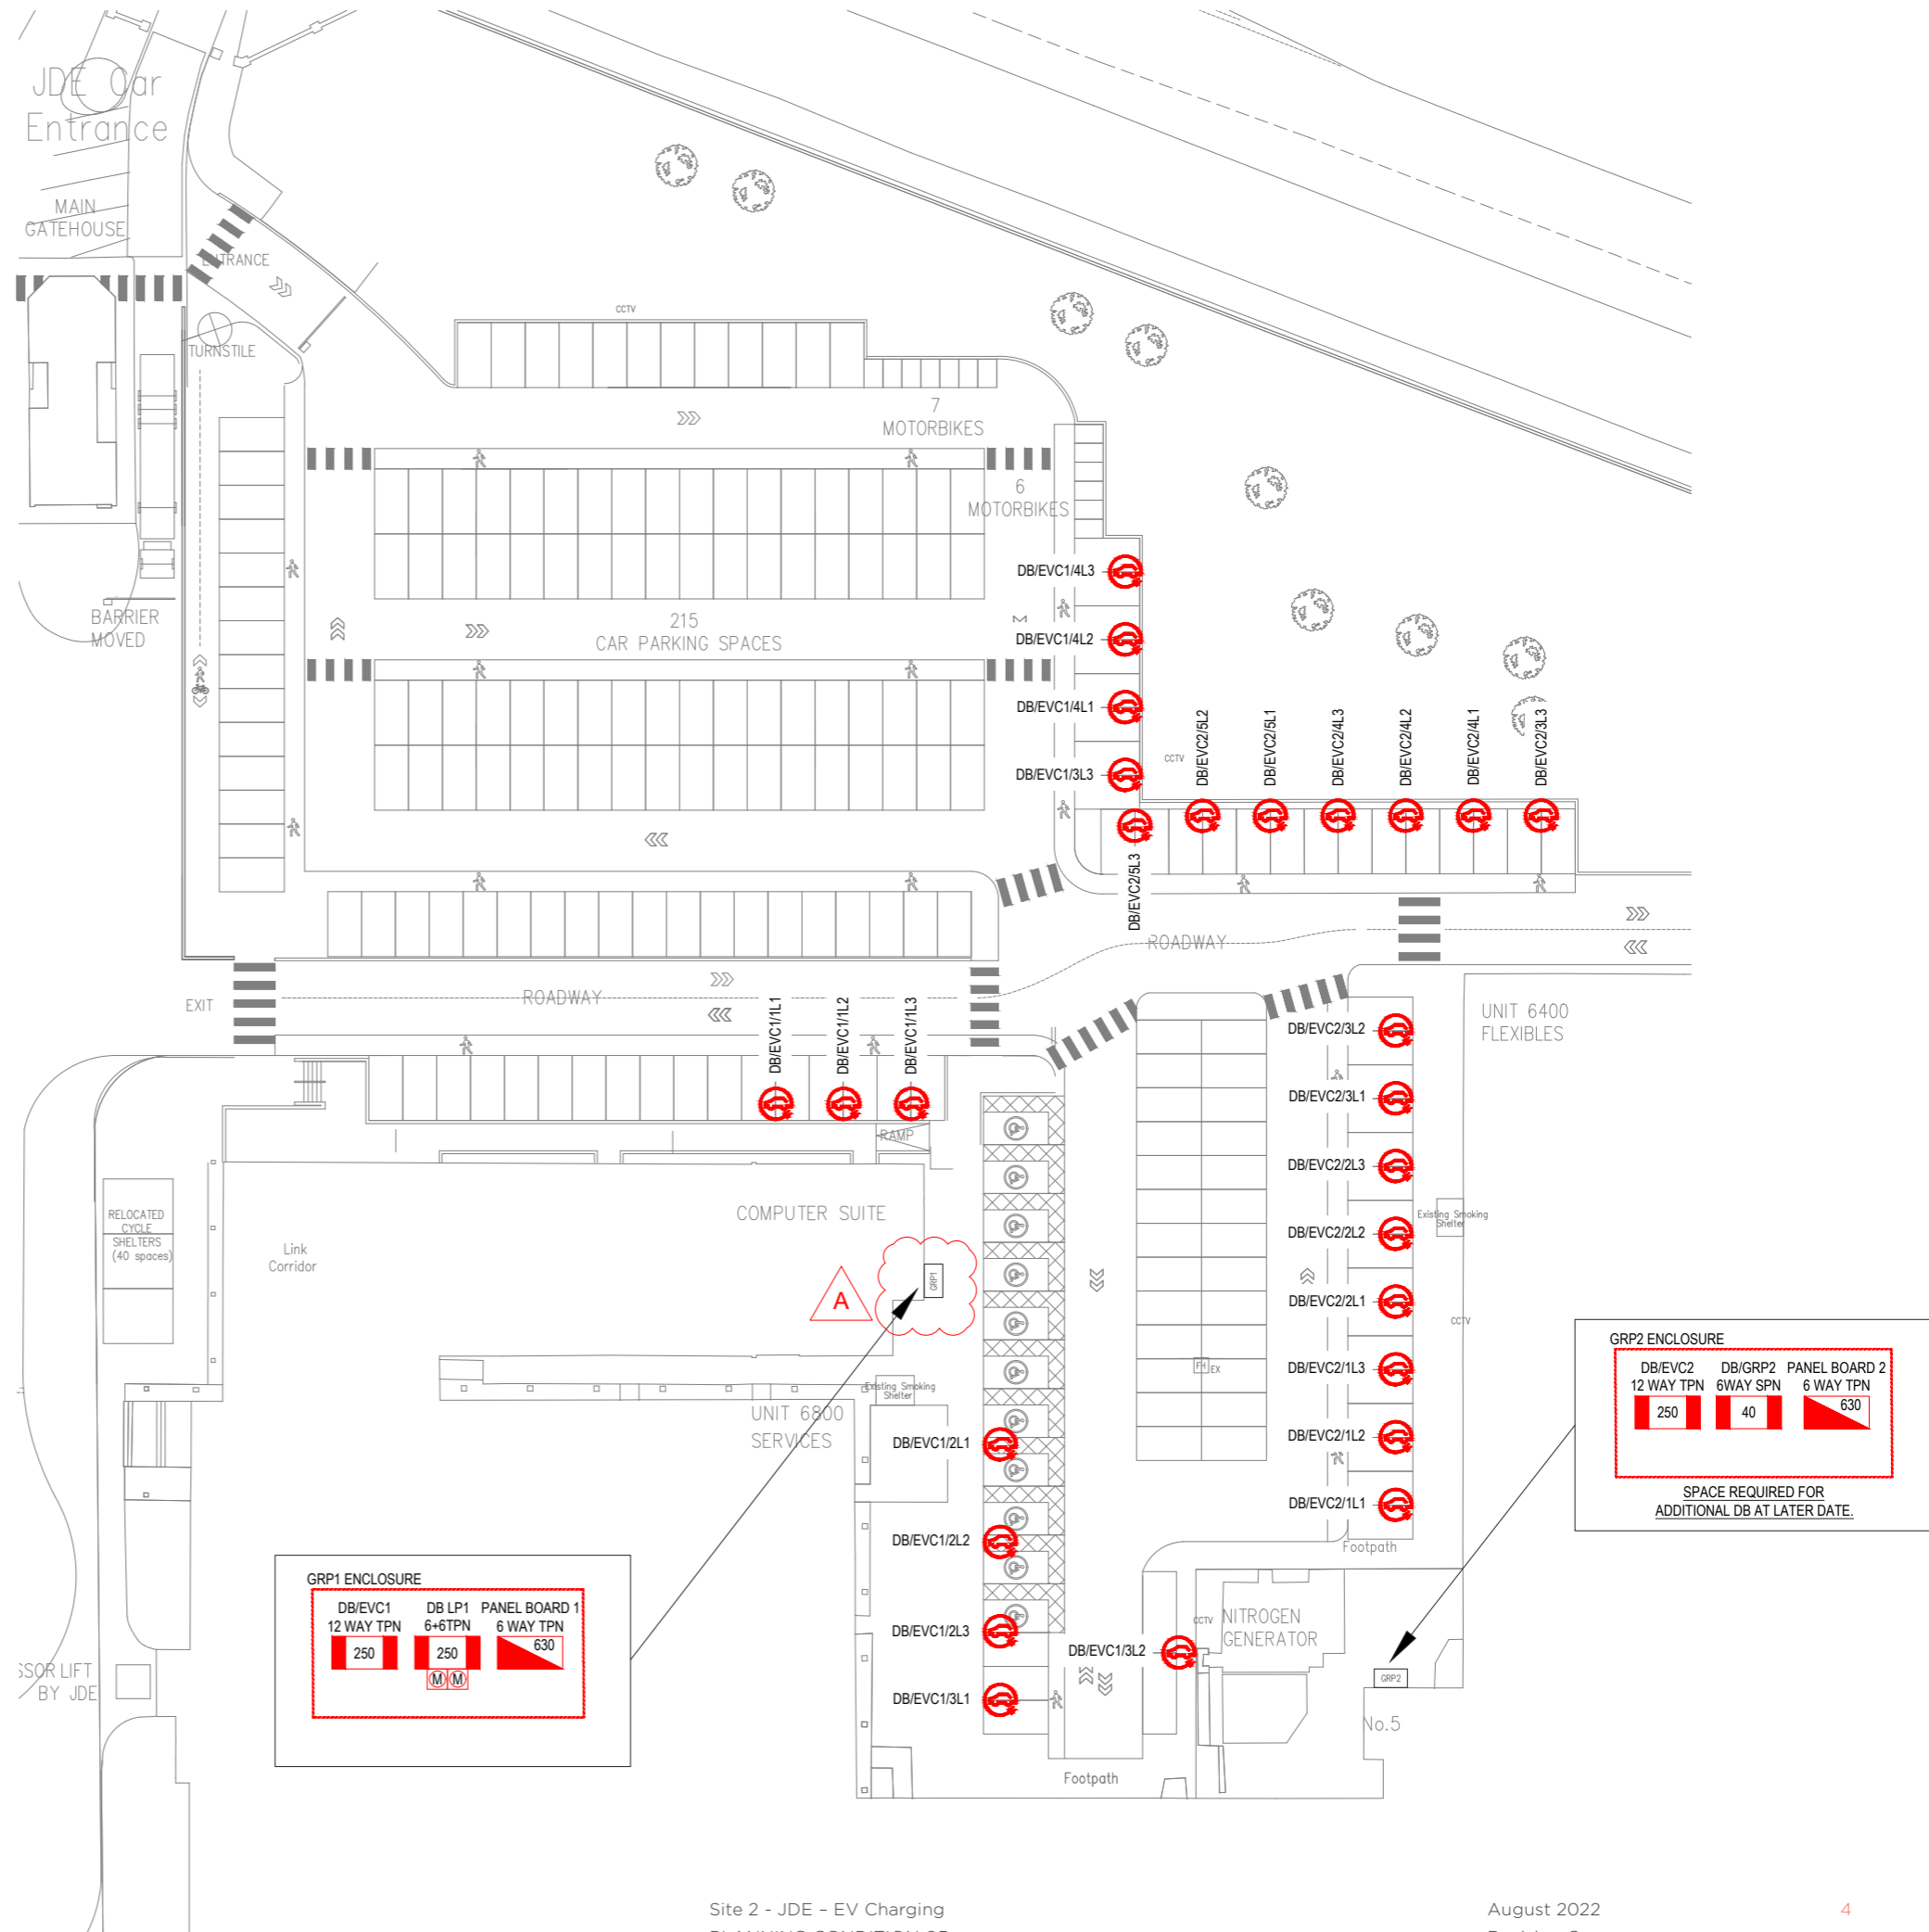 JDE Car
Entrance
MAIN
GATEHOUSE
ENTRANCE
TURNSTILE
CCTV
7
MOTORBIKES
6
MOTORBIKES
BARRIER
MOVED
215
CAR PARKING SPACES
DB/EVC1/4L3
DB/EVC1/4L2
DB/EVC1/4L1
DB/EVC1/3L3
CCTV
DB/EVC2/5L2
DB/EVC2/5L1
DB/EVC2/4L3
DB/EVC2/4L2
DB/EVC2/4L1
DB/EVC2/3L3
DB/EVC2/5L3
ROADWAY
EXIT
ROADWAY
DB/EVC1/1L1
DB/EVC1/1L2
DB/EVC1/1L3
UNIT 6400
FLEXIBLES
DB/EVC2/3L2
DB/EVC2/3L1
DB/EVC2/2L3
DB/EVC2/2L2
DB/EVC2/2L1
DB/EVC2/1L3
DB/EVC2/1L2
DB/EVC2/1L1
RAMP
COMPUTER SUITE
RELOCATED
CYCLE
SHELTERS
(40 spaces)
Link
Corridor
Existing Smoking
Shelter
A
GRP1
CCTV
FH
EX
Existing Smoking
Shelter
UNIT 6800
SERVICES
DB/EVC1/2L1
DB/EVC1/2L2
DB/EVC1/2L3
DB/EVC1/3L1
DB/EVC1/3L2
Footpath
CCTV
NITROGEN
GENERATOR
GRP2
No.5
Footpath
GRP2 ENCLOSURE
DB/EVC2 DB/GRP2 PANEL BOARD 2
12 WAY TPN 6WAY SPN 6 WAY TPN
250 40 630
SPACE REQUIRED FOR
ADDITIONAL DB AT LATER DATE.
GRP1 ENCLOSURE
DB/EVC1 DB LP1 PANEL BOARD 1
12 WAY TPN 6+6TPN 6 WAY TPN
250 250 630
M M
SSOR LIFT
BY JDE
Site 2 - JDE – EV Charging
August 2022
4